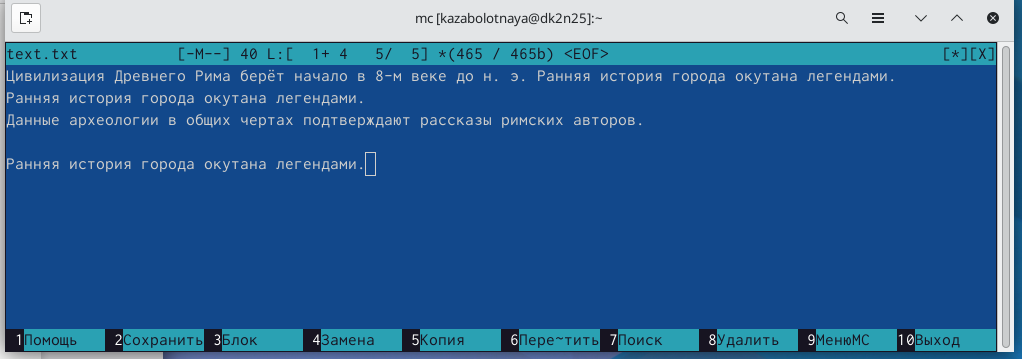 mc [kazabolotnaya@dk2n25]:~
text.txt [-M--] 40 L:[ 1+ 4 5/ 5] *(465 / 465b) <EOF> [*][X]
Цивилизация Древнего Рима берёт начало в 8-м веке до н. э. Ранняя история города окутана легендами.
Ранняя история города окутана легендами.
Данные археологии в общих чертах подтверждают рассказы римских авторов.
Ранняя история города окутана легендами.
1Помощь 2Сохранить 3Блок 4Замена 5Копия 6Пере~тить 7Поиск 8Удалить 9МенюMC 10Выход